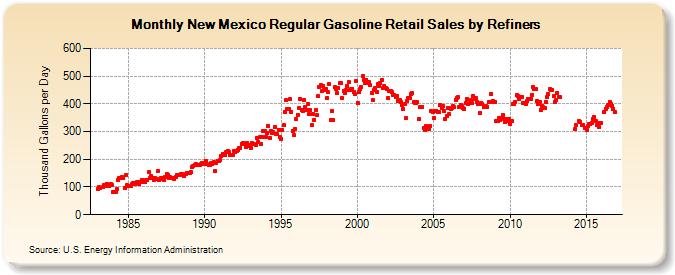 Monthly New Mexico Regular Gasoline Retail Sales by Refiners
Thousand Gallons per Day
600
500
400
300
200
100
0
1985 1990 1995 2000 2005 2010 2015
Source: U.S. Energy Information Administration